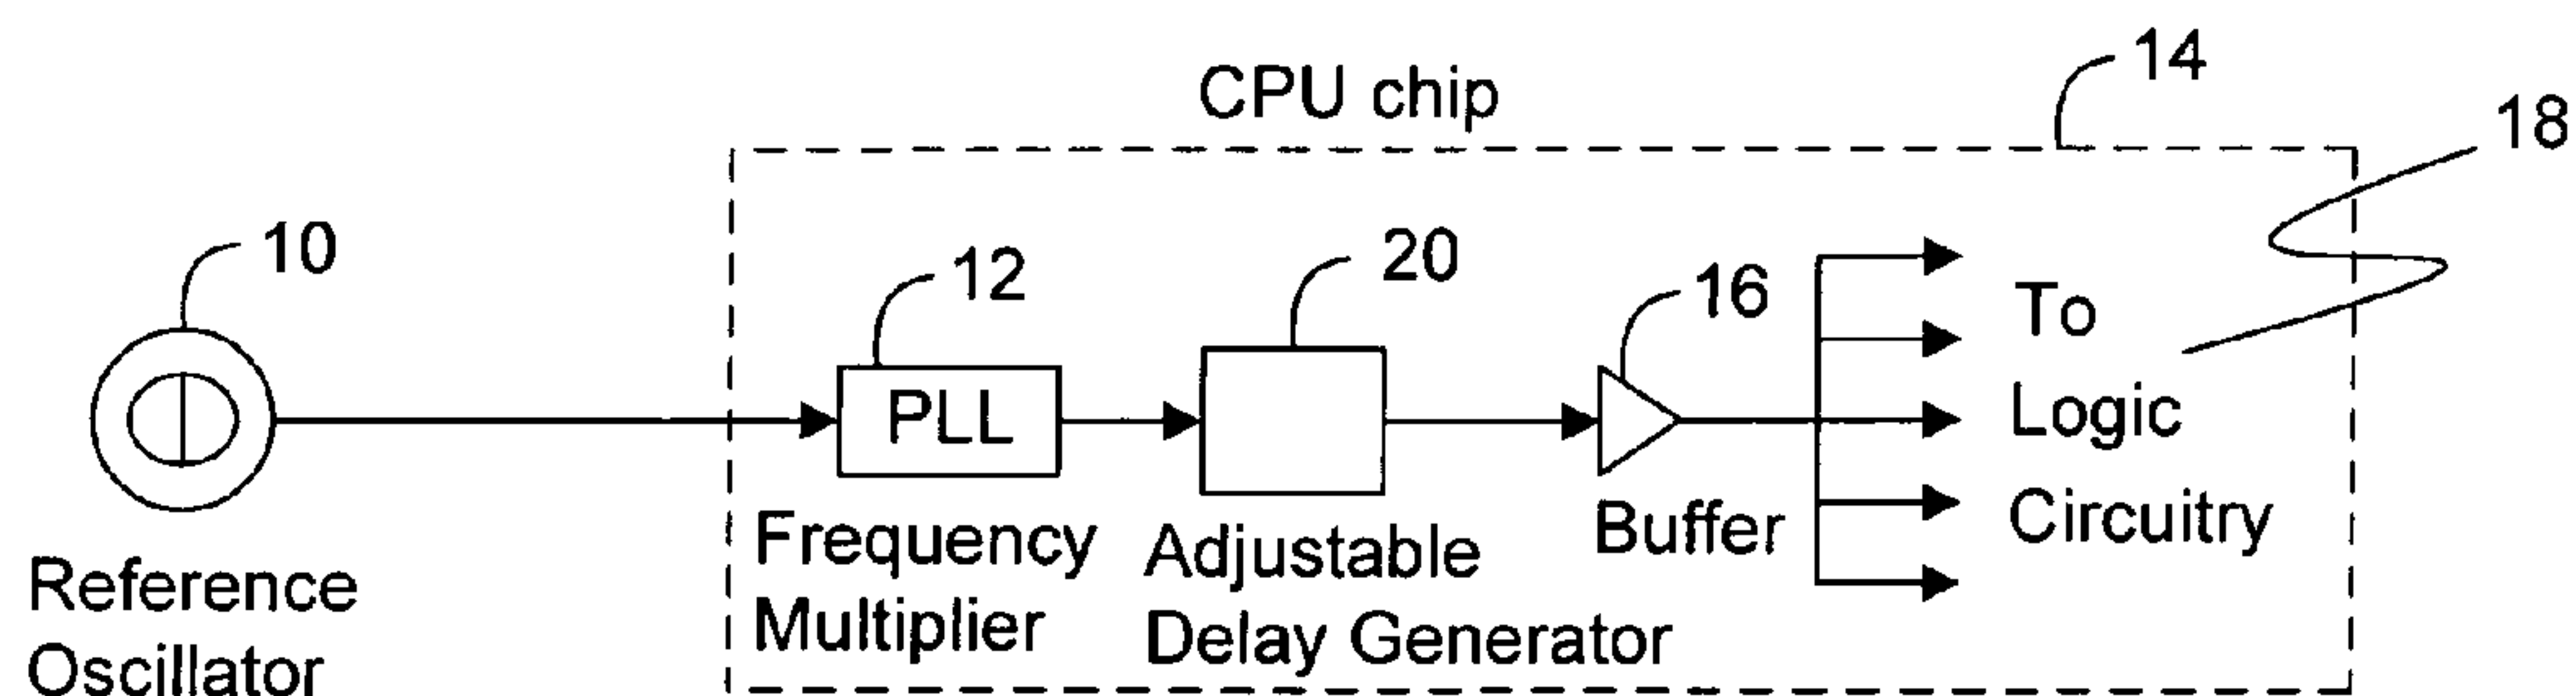 CPU chip
14
18
10
12
20
16
PLL
To
Logic
Circuitry
Buffer
Frequency
Multiplier
Adjustable
Delay Generator
Reference
Oscillator